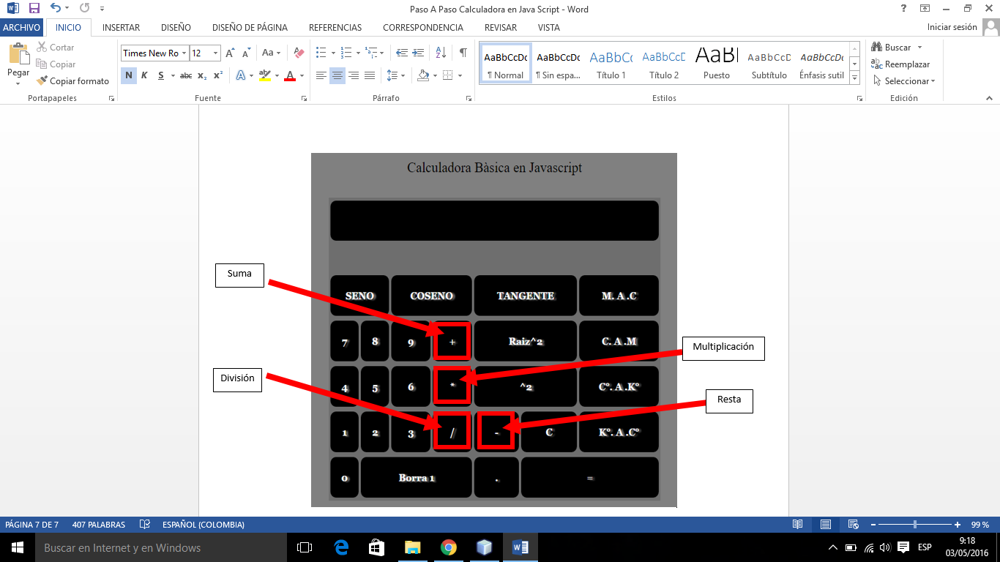 Paso A Paso Calculadora en Java Script - Word
ARCHIVO INICIO INSERTAR DISEÑO DISEÑO DE PÁGINA REFERENCIAS CORRESPONDENCIA REVISAR VISTA Iniciar sesión
Pegar
Cortar
Copiar
Copiar formato
Portapapeles
Times New Ro 12
Aa
N K S abc x₂ x²
Fuente
Párrafo
AaBbCcDc AaBbCcDc AaBbCc AaBbCcD AaBl AaBbCcD AaBbCcDc
¶ Normal ¶ Sin espa... Título 1 Título 2 Puesto Subtítulo Énfasis sutil
Estilos
Buscar
Reemplazar
Seleccionar
Edición
Calculadora Bàsica en Javascript
Suma
División
Multiplicación
Resta
SENO COSENO TANGENTE M. A .C
7 8 9 + Raiz^2 C. A .M
4 5 6 * ^2 Cº. A .Kº
1 2 3 / - C Kº. A .Cº
0 Borra 1 . =
PÁGINA 7 DE 7 407 PALABRAS ESPAÑOL (COLOMBIA) 99 %
Buscar en Internet y en Windows
ESP
9:18
03/05/2016